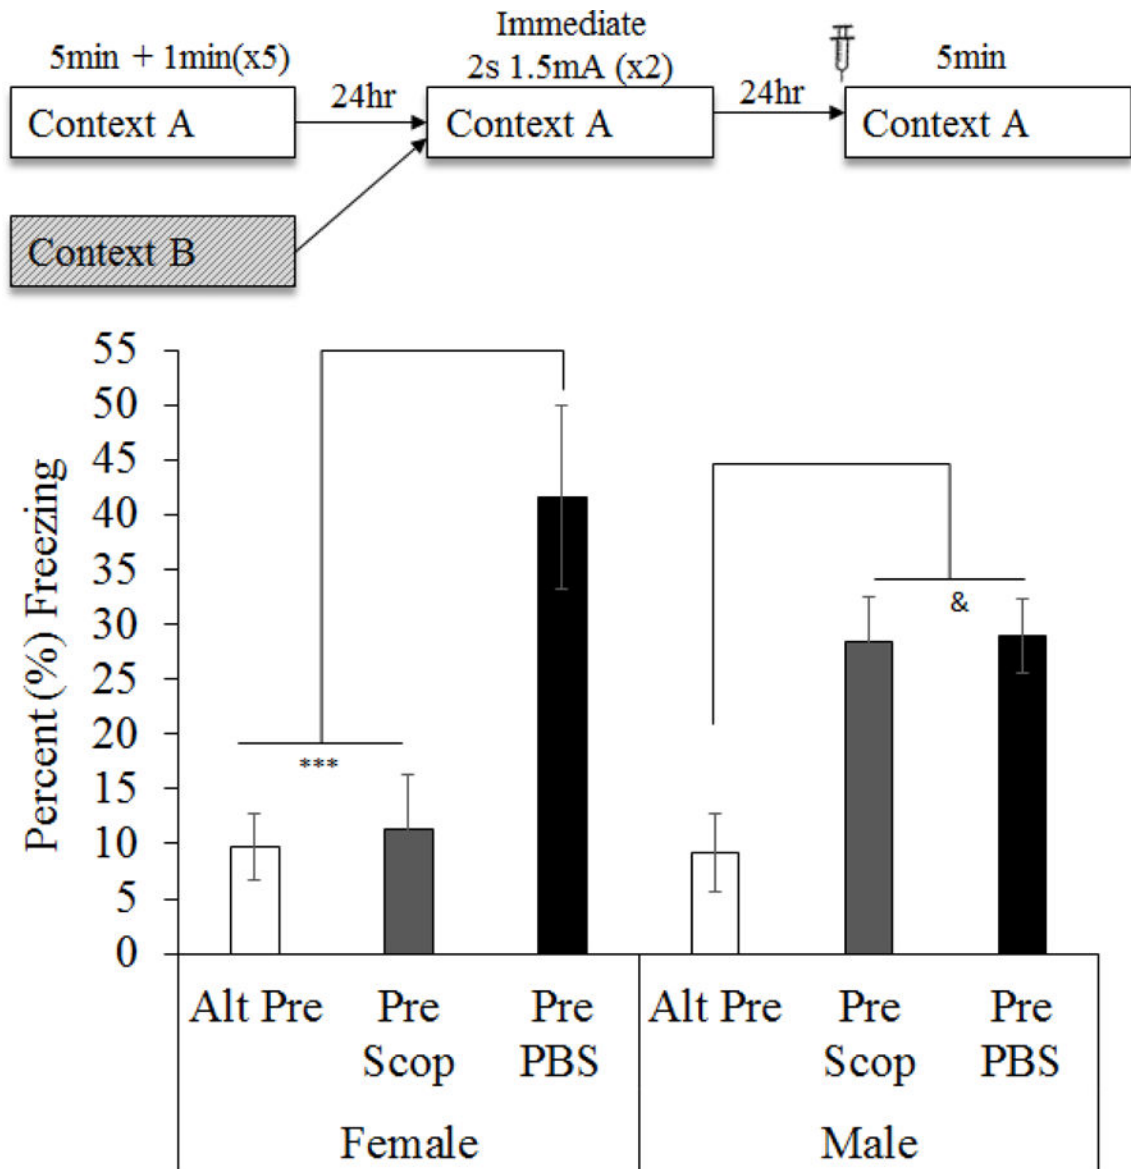 5min + 1min(x5)
Immediate
2s 1.5mA (x2)
5min
Context A
24hr
Context A
24hr
Context A
Context B
Percent (%) Freezing
55
50
45
40
35
30
25
20
15
10
5
0
***
&
Alt Pre
Pre
Scop
Pre
PBS
Alt Pre
Pre
Scop
Pre
PBS
Female
Male